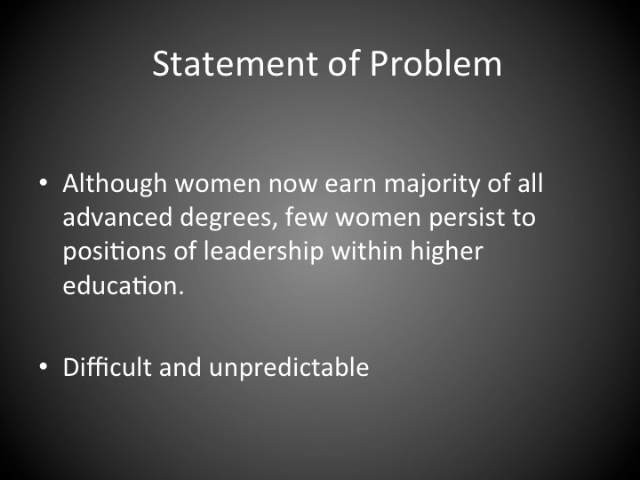 Statement of Problem
• Although women now earn majority of all
advanced degrees, few women persist to
positions of leadership within higher
education.
• Difficult and unpredictable